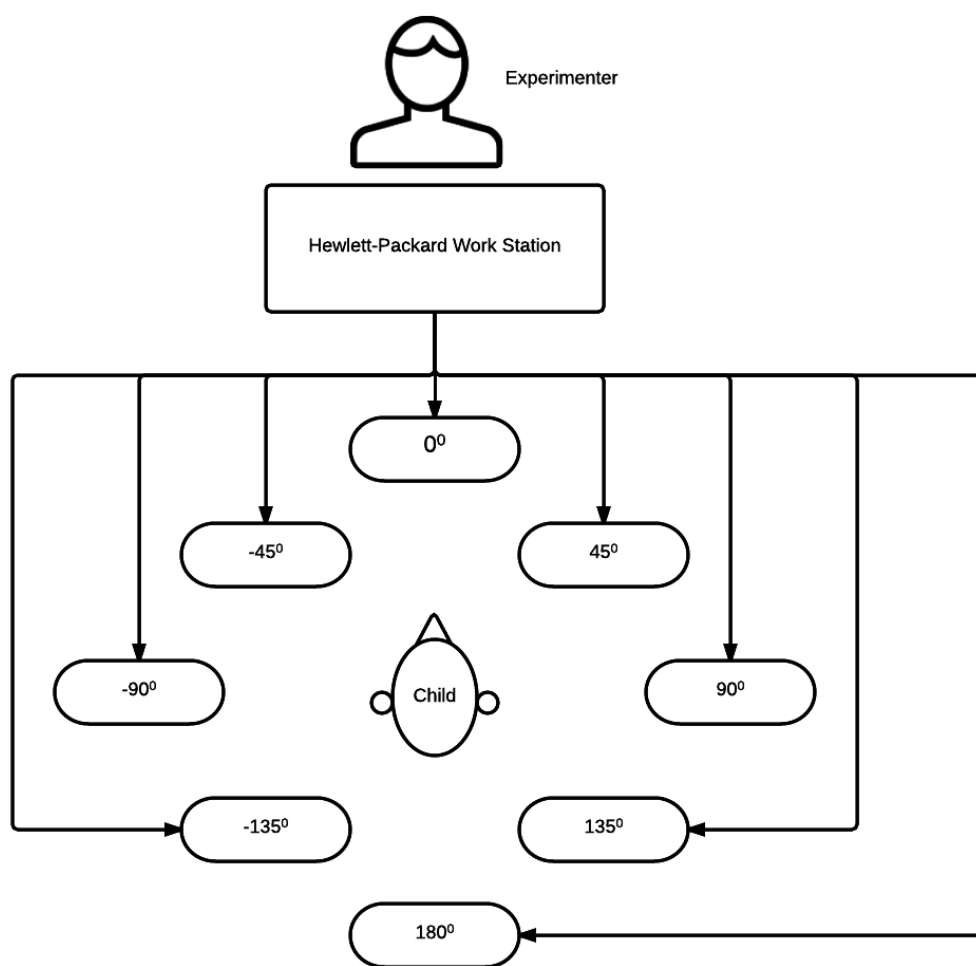 Experimenter
Hewlett-Packard Work Station
0⁰
-45⁰
45⁰
-90⁰
Child
90⁰
-135⁰
135⁰
180⁰